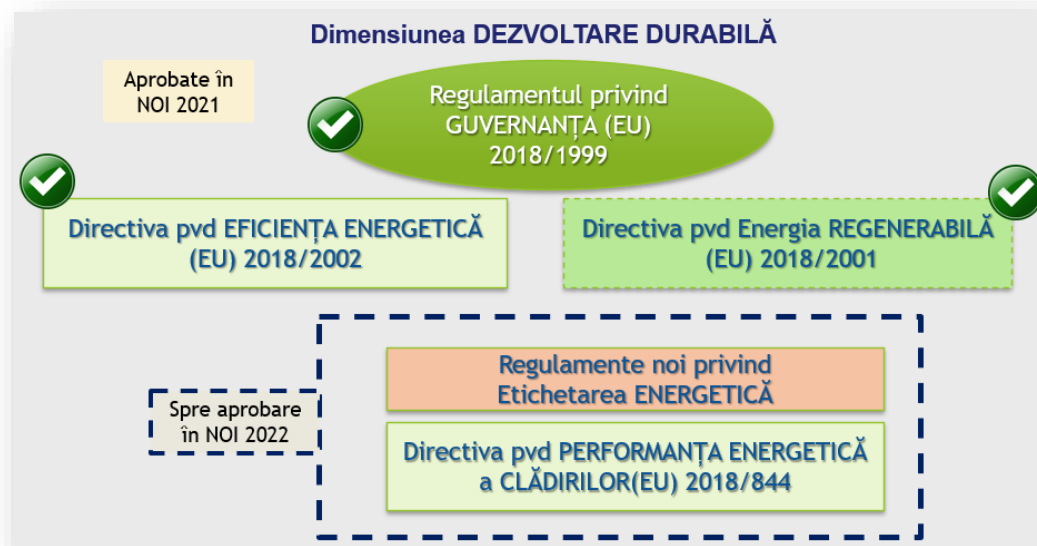 Dimensiunea DEZVOLTARE DURABILĂ
Aprobate în
NOI 2021
Regulamentul privind
GUVERNANȚA (EU)
2018/1999
Directiva pvd EFICIENȚA ENERGETICĂ
(EU) 2018/2002
Directiva pvd Energia REGENERABILĂ
(EU) 2018/2001
Regulamente noi privind
Etichetarea ENERGETICĂ
Spre aprobare
în NOI 2022
Directiva pvd PERFORMANȚA ENERGETICĂ
a CLĂDIRILOR(EU) 2018/844